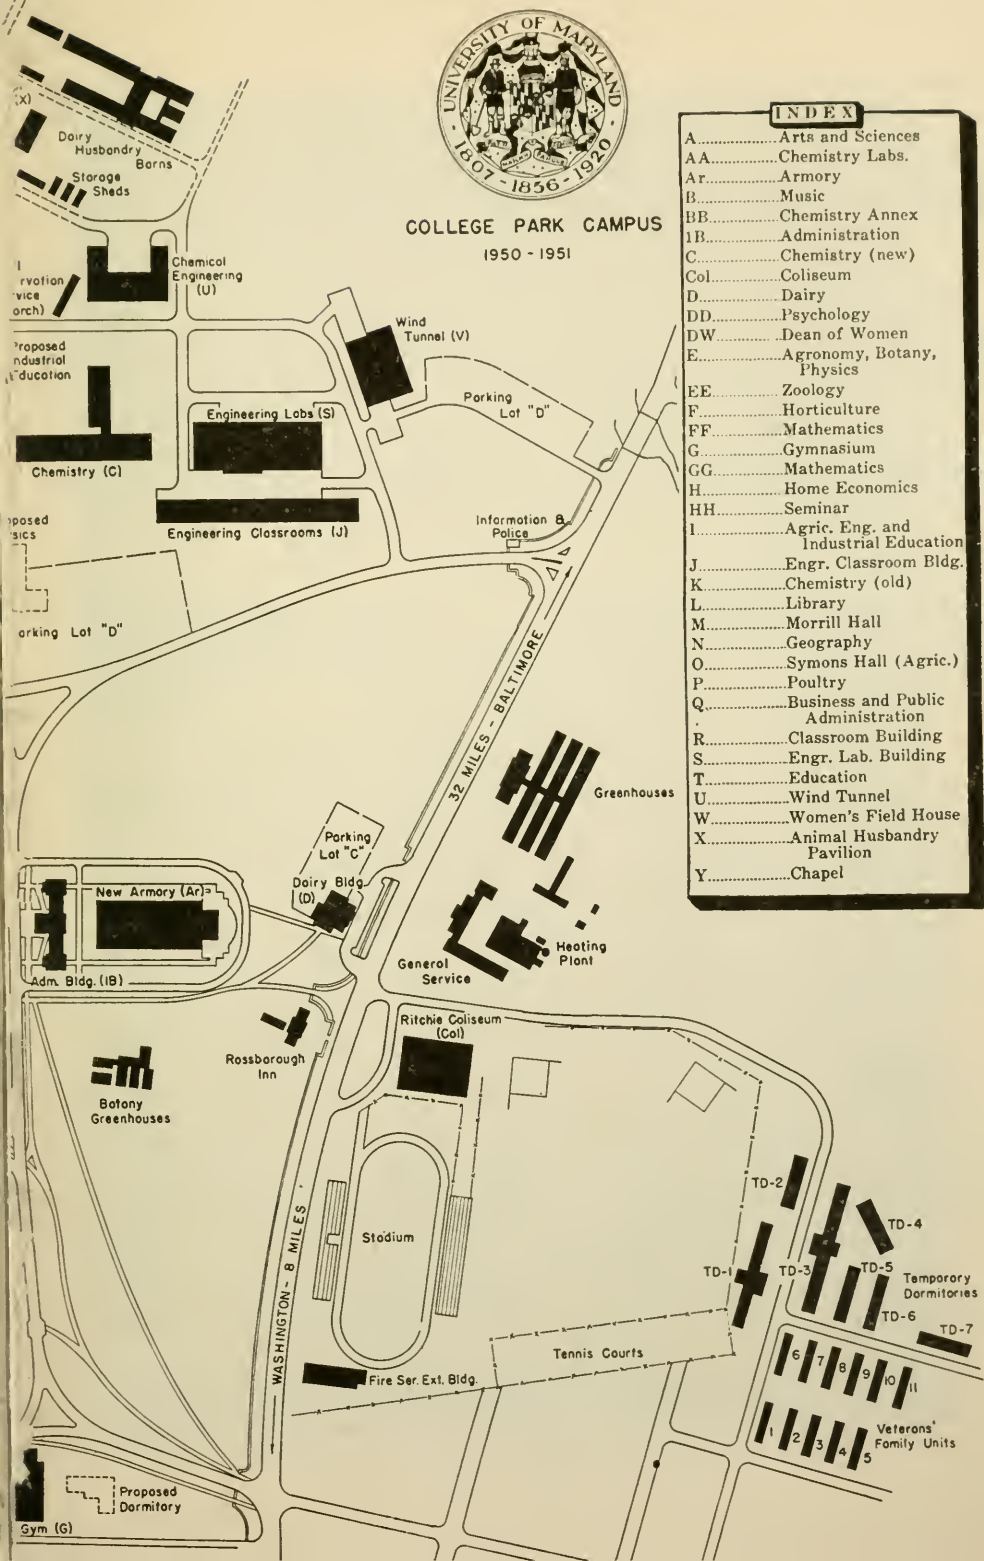 UNIVERSITY OF MARYLAND
1807-1856-1920
COLLEGE PARK CAMPUS
1950 - 1951
INDEX
A..............Arts and Sciences
AA..............Chemistry Labs.
Ar..............Armory
B..............Music
BB..............Chemistry Annex
1B..............Administration
C..............Chemistry (new)
Col..............Coliseum
D..............Dairy
DD..............Psychology
DW..............Dean of Women
E..............Agronomy, Botany,
Physics
EE..............Zoology
F..............Horticulture
FF..............Mathematics
G..............Gymnasium
GG..............Mathematics
H..............Home Economics
HH..............Seminar
I..............Agric. Eng. and
Industrial Education
J..............Engr. Classroom Bldg.
K..............Chemistry (old)
L..............Library
M..............Morrill Hall
N..............Geography
O..............Symons Hall (Agric.)
P..............Poultry
Q..............Business and Public
Administration
R..............Classroom Building
S..............Engr. Lab. Building
T..............Education
U..............Wind Tunnel
W..............Women's Field House
X..............Animal Husbandry
Pavilion
Y..............Chapel
(X)
Dairy
Husbandry
Barns
Storage
Sheds
Chemical
Engineering
(U)
rvation
vice
arch)
Wind
Tunnel (V)
Proposed
ndustrial
Education
Parking
Lot "D"
Engineering Labs (S)
Chemistry (C)
Engineering Classrooms (J)
Information &
Police
posed
sics
arking Lot "D"
32 MILES - BALTIMORE
Greenhouses
Parking
Lot "C"
Dairy Bldg.
(D)
New Armory (Ar)
Adm. Bldg. (1B)
General
Service
Heating
Plant
Ritchie Coliseum
(Col)
Rossborough
Inn
Botany
Greenhouses
Stadium
WASHINGTON - 8 MILES
TD-2
TD-4
TD-1
TD-3
TD-5
Temporary
Dormitories
TD-6
TD-7
Tennis Courts
Fire Ser. Ext. Bldg.
6 7 8 9 10 11
1 2 3 4 5
Veterans'
Family Units
Proposed
Dormitory
Gym (G)